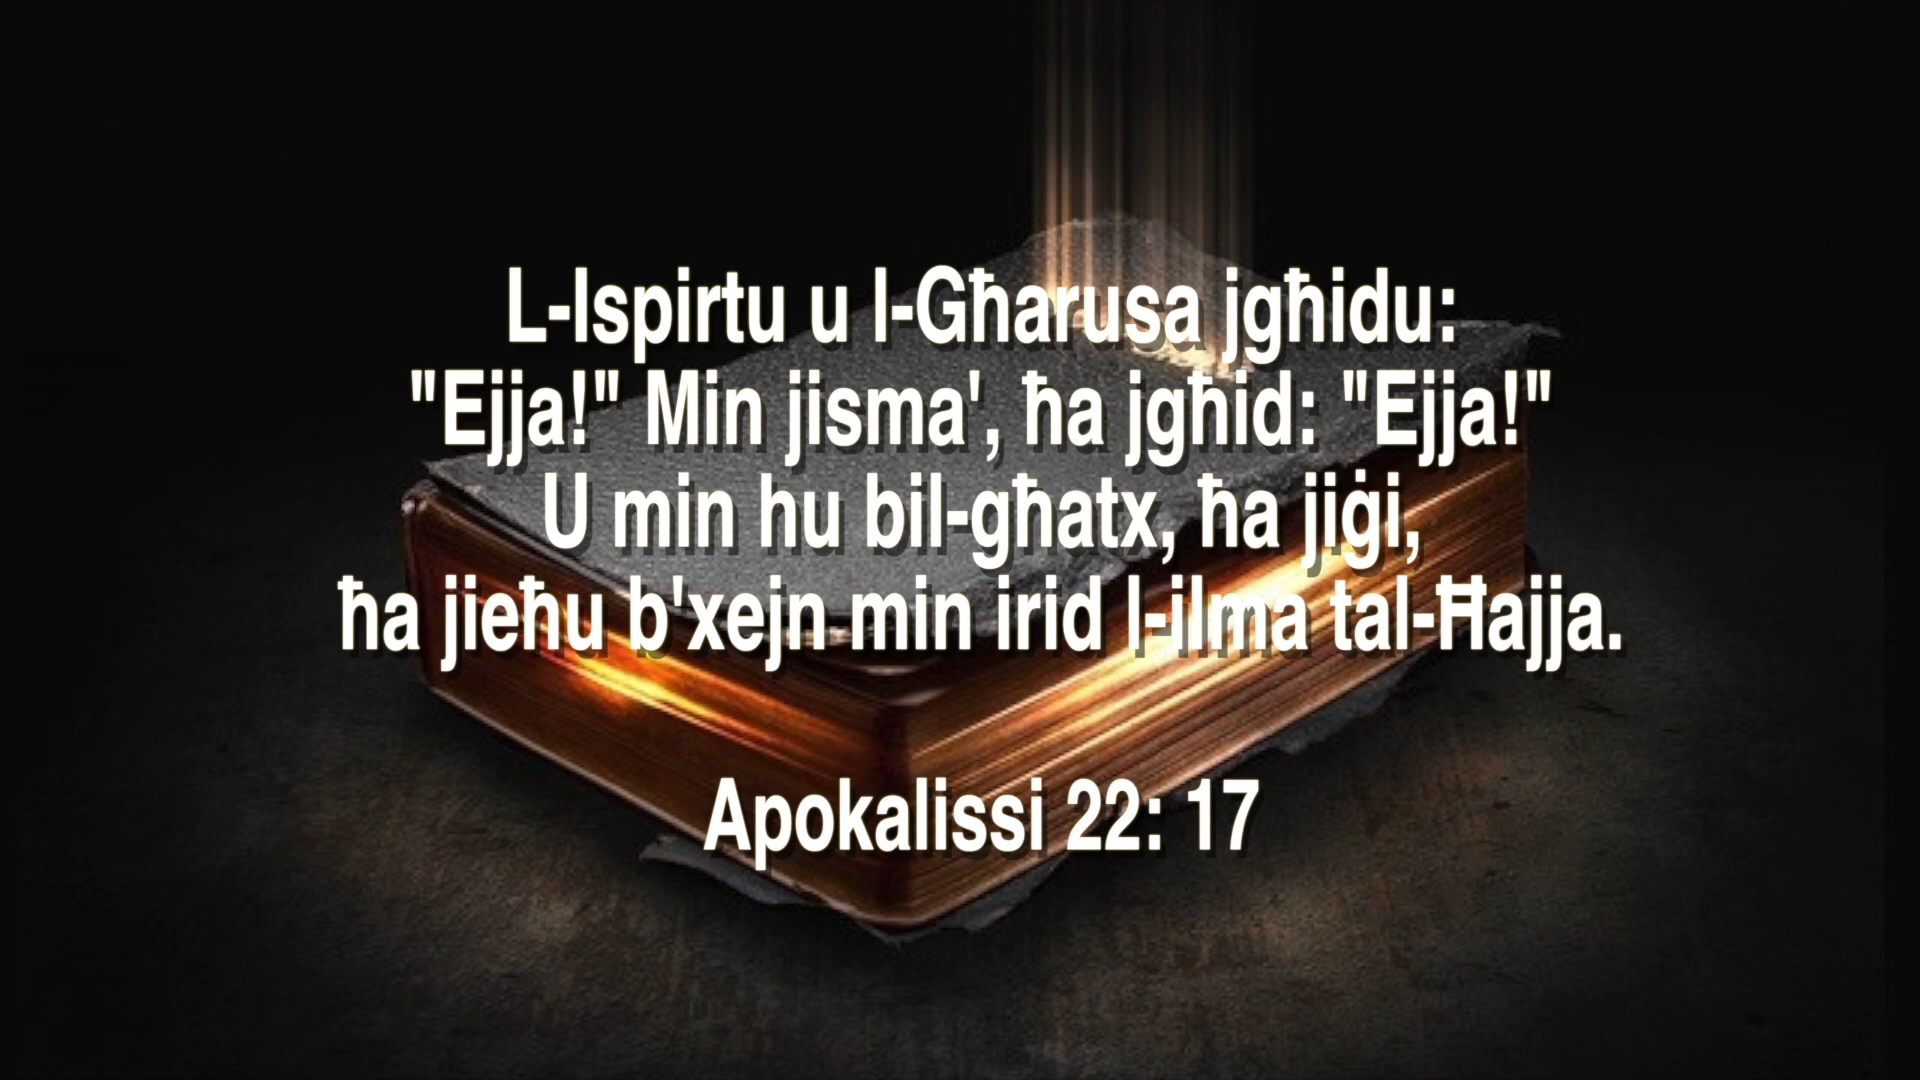 L-Ispirtu u l-Għarusa jgħidu:
"Ejja!" Min jisma', ħa jgħid: "Ejja!"
U min hu bil-għatx, ħa jiġi,
ħa jieħu b'xejn min irid l-ilma tal-Ħajja.
Apokalissi 22: 17